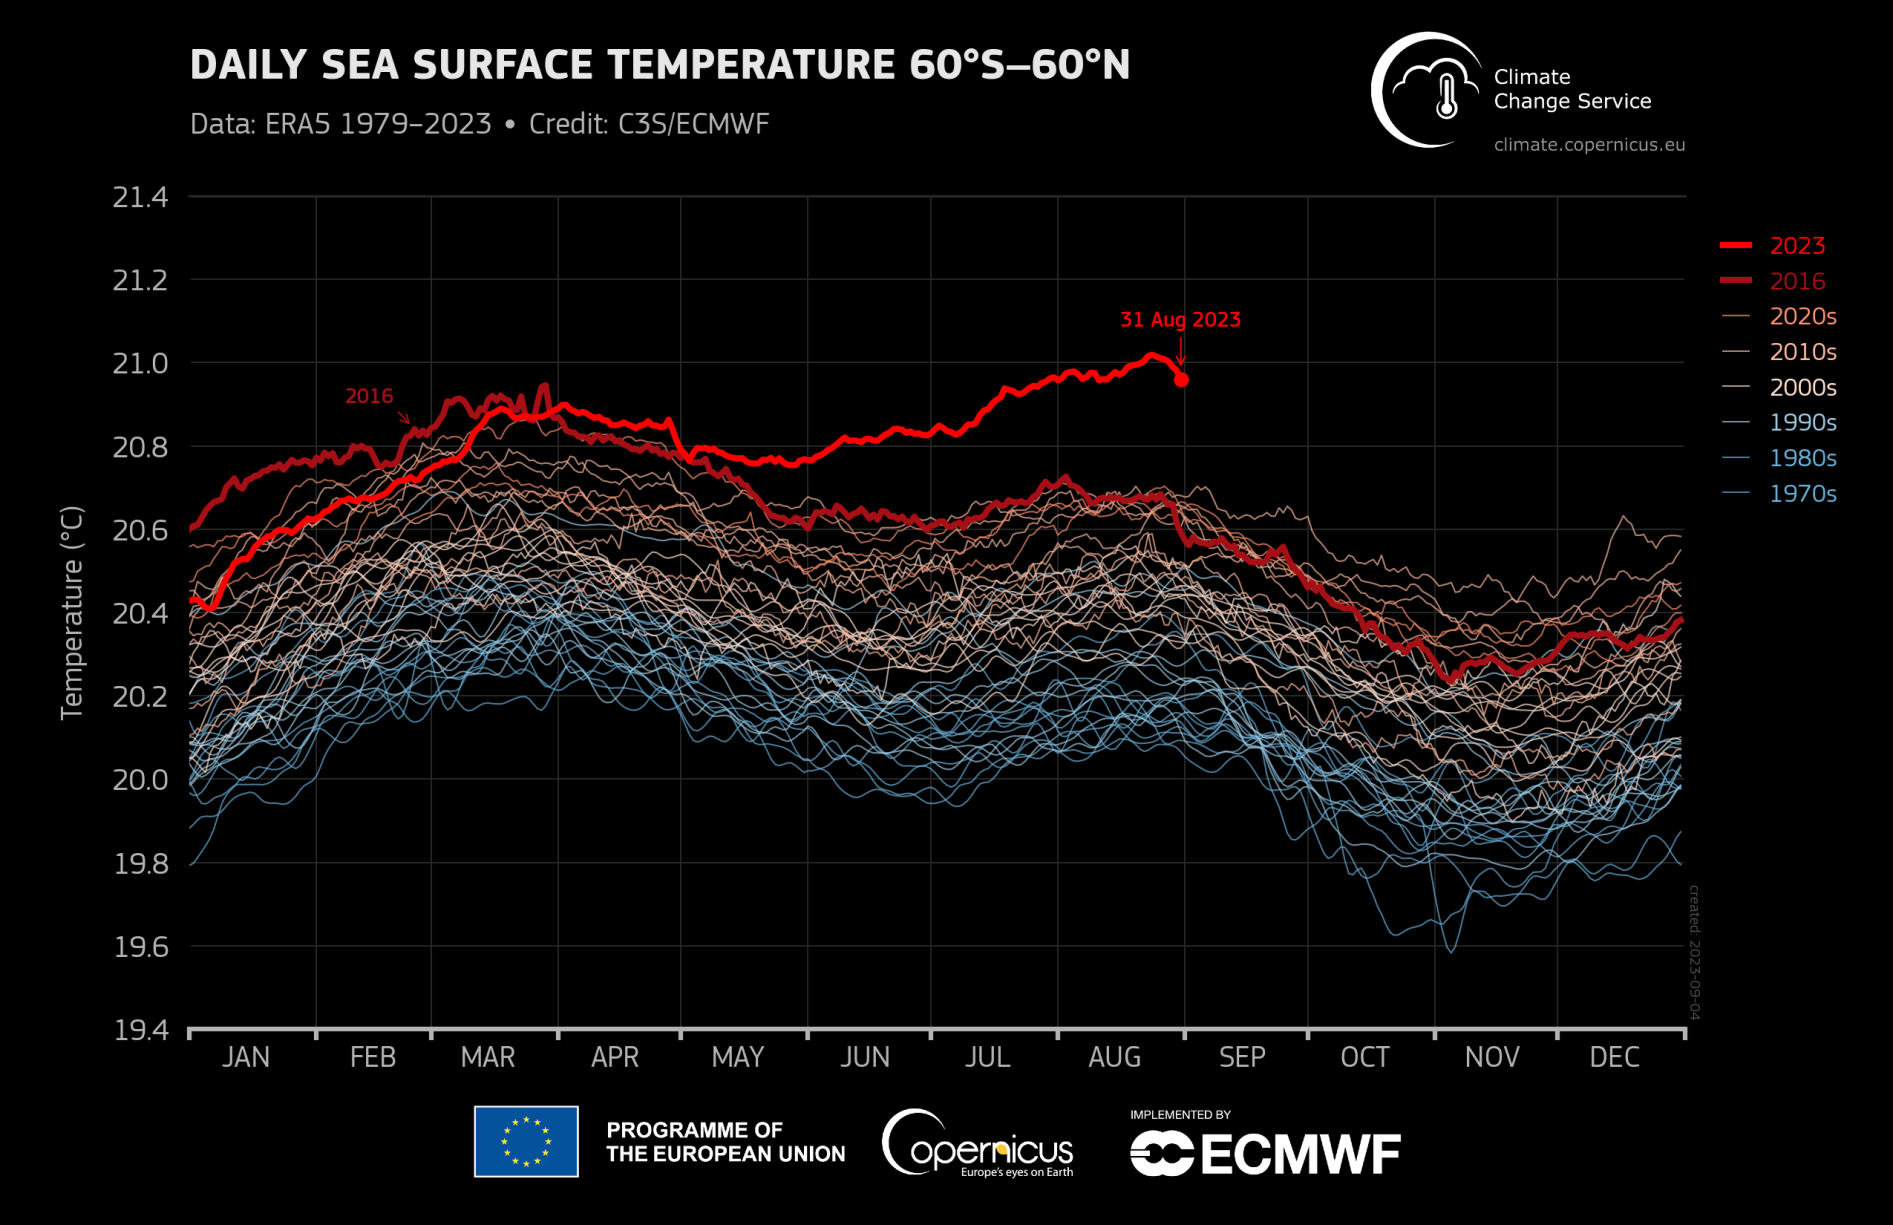 DAILY SEA SURFACE TEMPERATURE 60°S–60°N
Data: ERA5 1979–2023 • Credit: C3S/ECMWF
Climate
Change Service
climate.copernicus.eu
21.4
21.2
21.0
20.8
20.6
20.4
20.2
20.0
19.8
19.6
19.4
Temperature (°C)
2016
31 Aug 2023
2023
2016
2020s
2010s
2000s
1990s
1980s
1970s
created: 2023-09-04
JAN FEB MAR APR MAY JUN JUL AUG SEP OCT NOV DEC
PROGRAMME OF
THE EUROPEAN UNION
opernicus
Europe's eyes on Earth
IMPLEMENTED BY
ECMWF